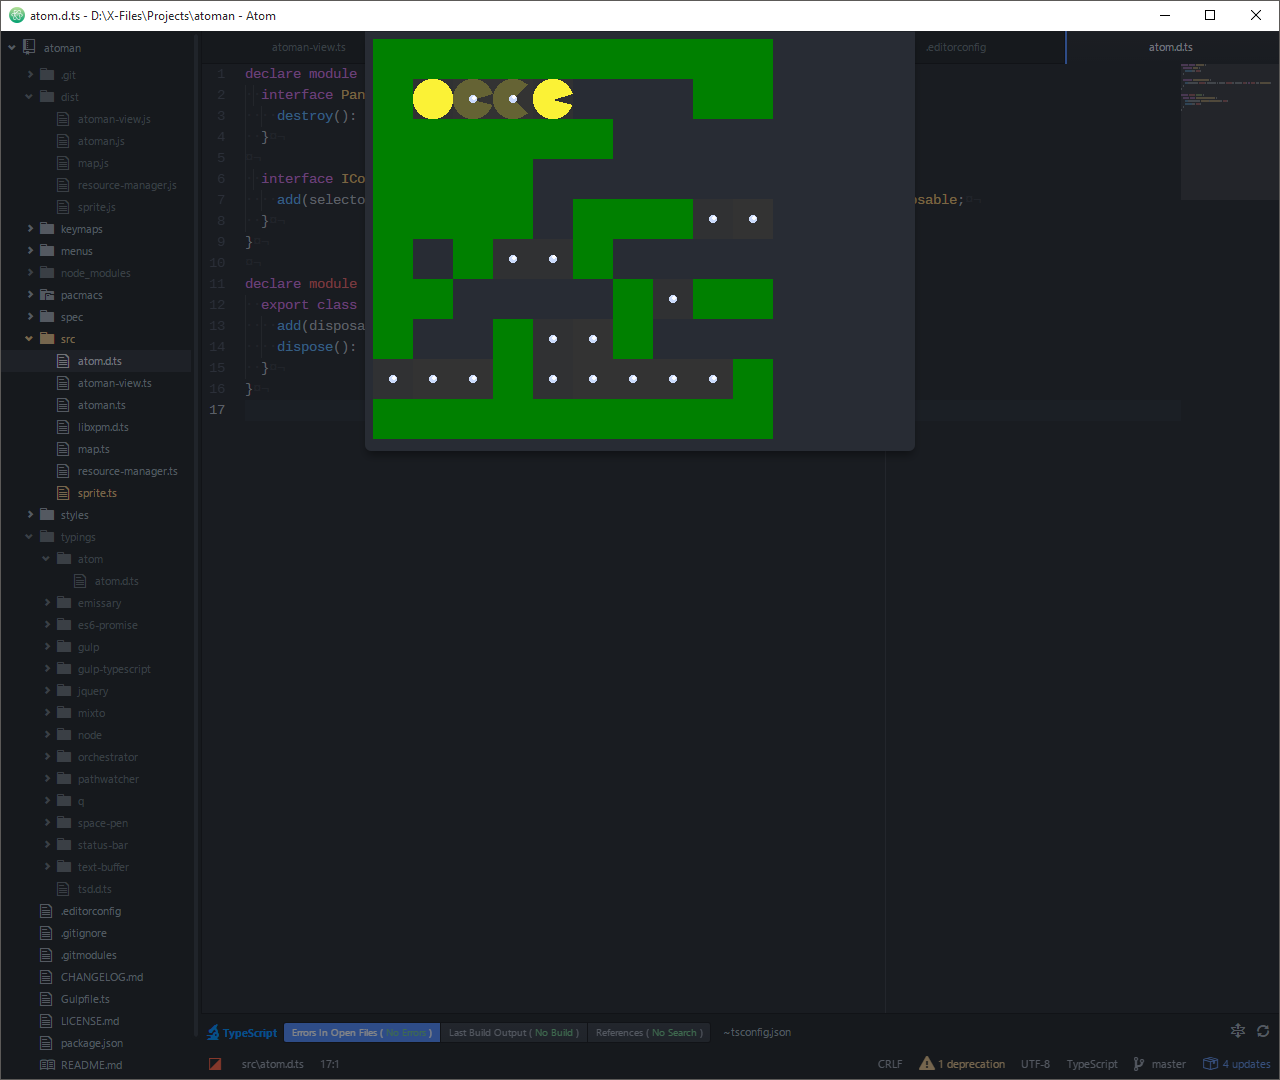 atom.d.ts - D:\X-Files\Projects\atoman - Atom
atoman
.git
dist
atoman-view.js
atoman.js
map.js
resource-manager.js
sprite.js
keymaps
menus
node_modules
pacmacs
spec
src
atom.d.ts
atoman-view.ts
atoman.ts
libxpm.d.ts
map.ts
resource-manager.ts
sprite.ts
styles
typings
atom
atom.d.ts
emissary
es6-promise
gulp
gulp-typescript
jquery
mixto
node
orchestrator
pathwatcher
q
space-pen
status-bar
text-buffer
tsd.d.ts
.editorconfig
.gitignore
.gitmodules
CHANGELOG.md
Gulpfile.ts
LICENSE.md
package.json
README.md
atoman-view.ts
.editorconfig
atom.d.ts
1 declare module
2 interface Pan
3 destroy():
4 }
5
6 interface ICo
7 add(selecto osable;
8 }
9 }
10
11 declare module
12 export class
13 add(disposa
14 dispose():
15 }
16 }
17
TypeScript Errors In Open Files ( No Errors ) Last Build Output ( No Build ) References ( No Search ) ~tsconfig.json
src\atom.d.ts 17:1 CRLF 1 deprecation UTF-8 TypeScript master 4 updates